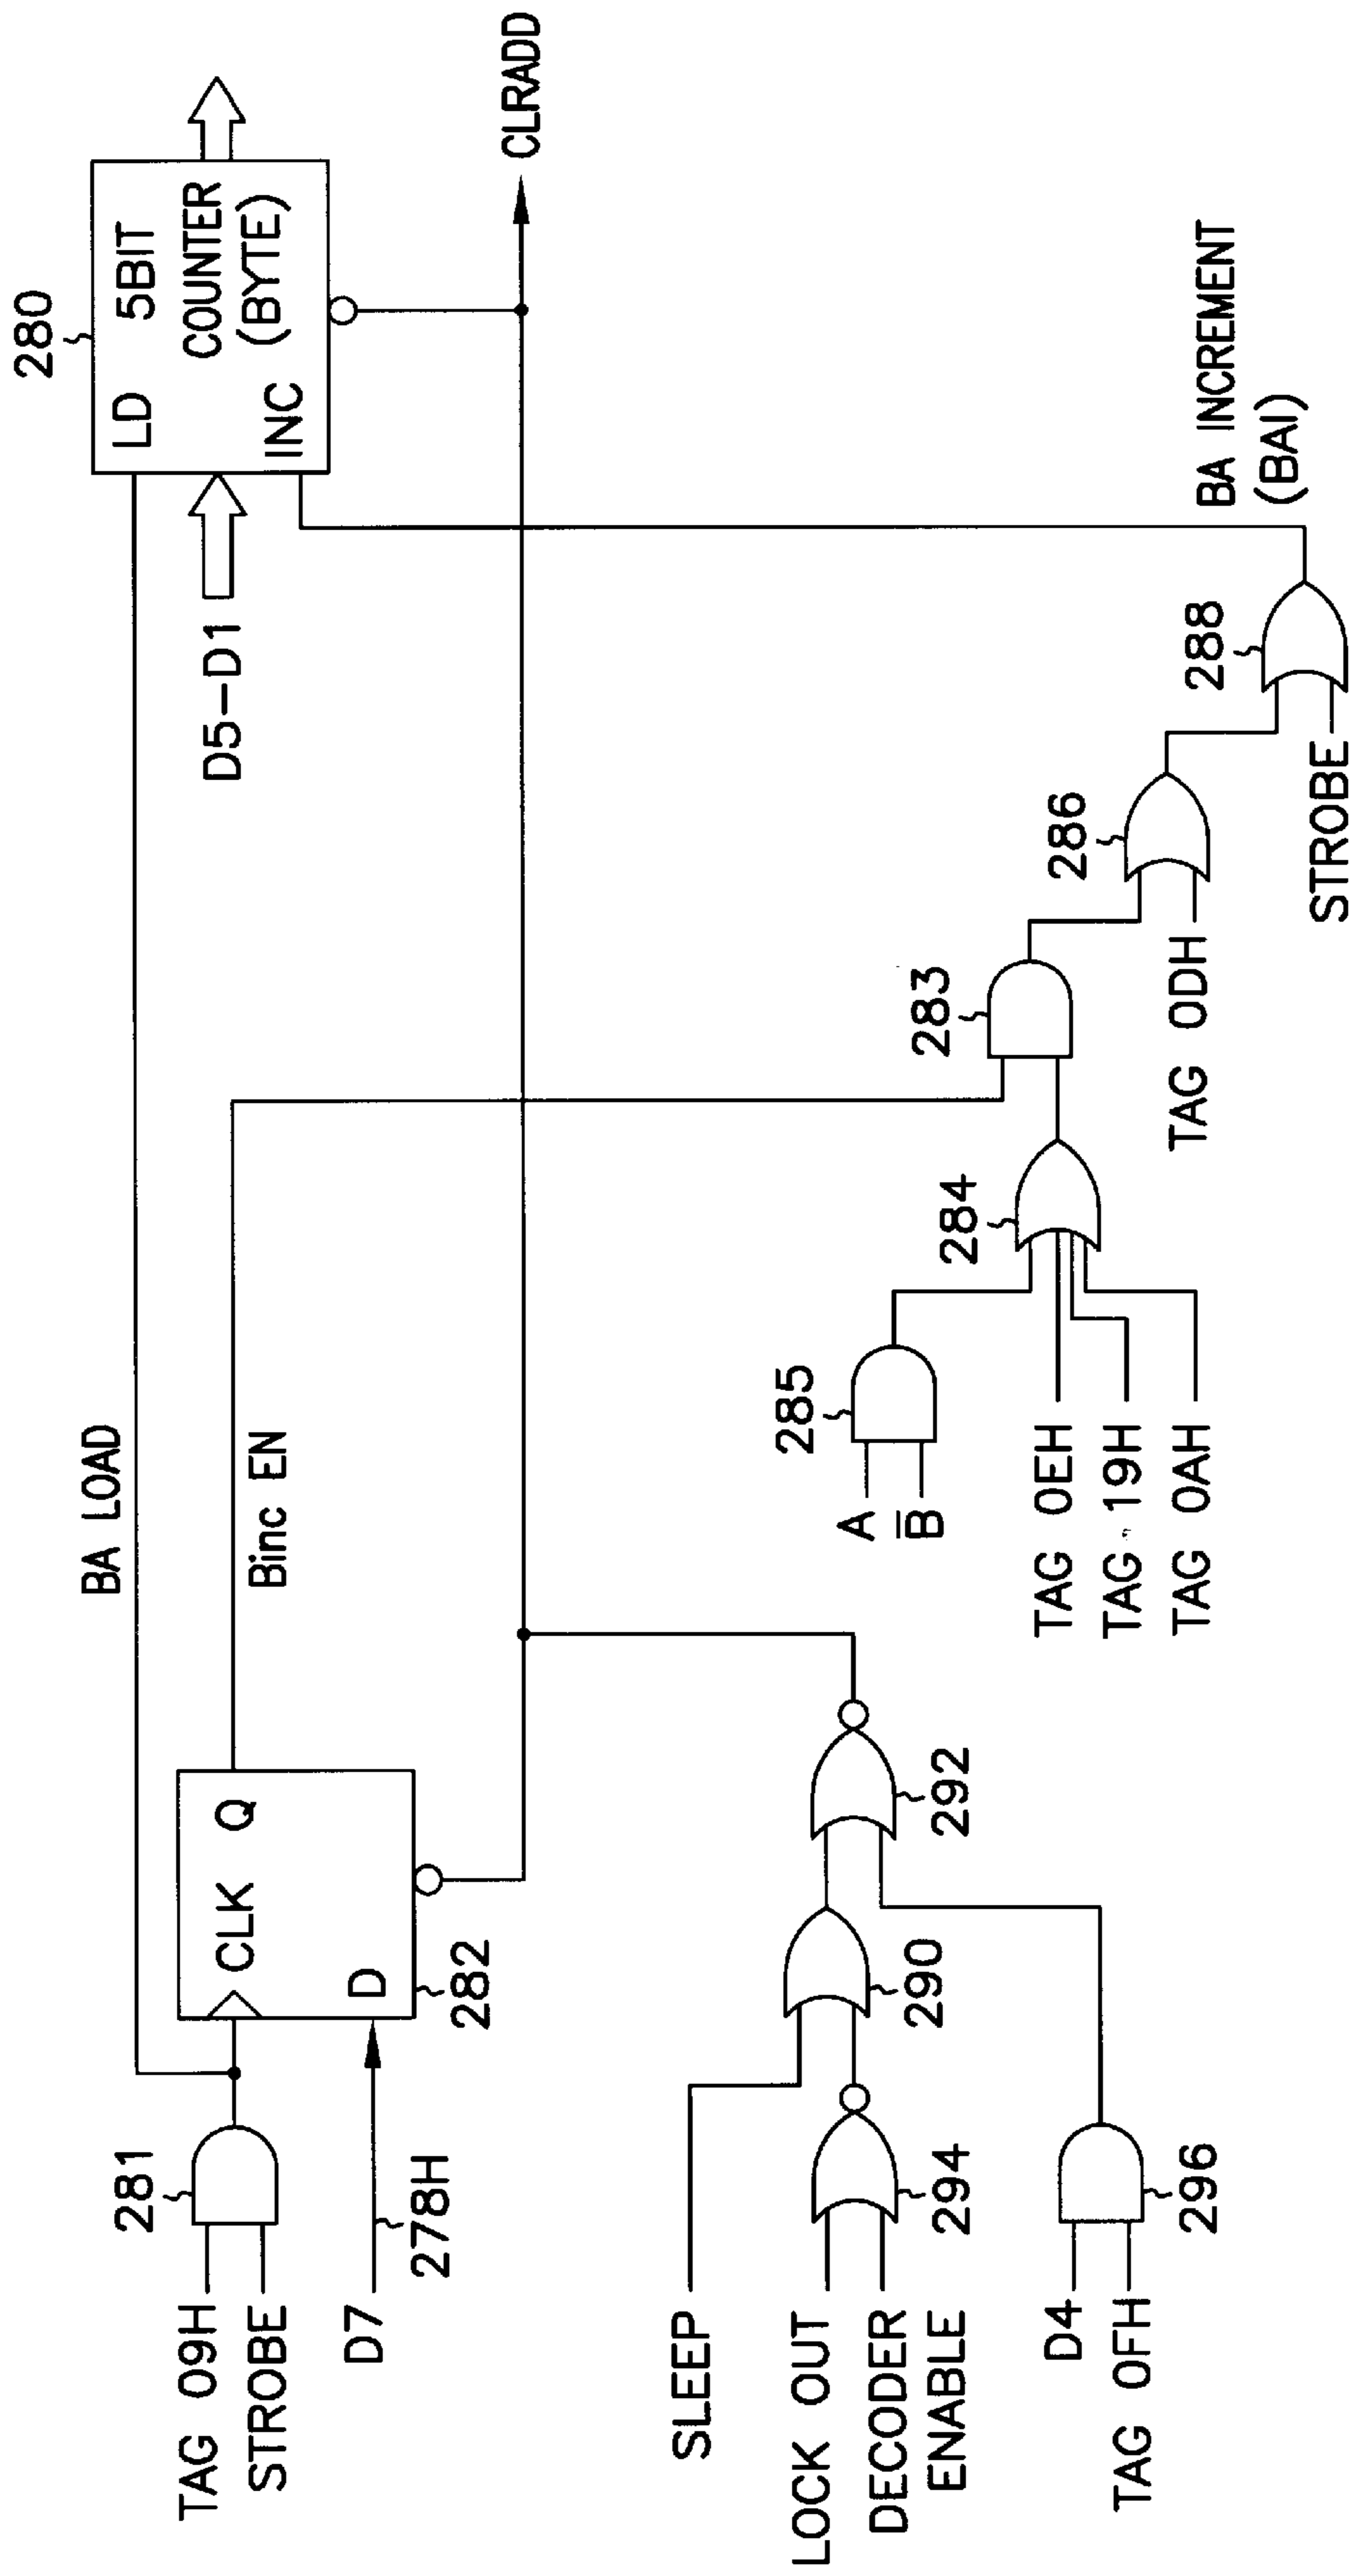 280
LD 5BIT
COUNTER
(BYTE)
INC
D5-D1
CLRADD
BA LOAD
Binc EN
CLK Q
D
282
281
TAG 09H
STROBE
D7
278H
BA INCREMENT
(BAI)
288
STROBE
286
TAG 0DH
283
284
285
A
B̅
TAG 0EH
TAG 19H
TAG 0AH
292
290
294
296
SLEEP
LOCK OUT
DECODER
ENABLE
D4
TAG 0FH